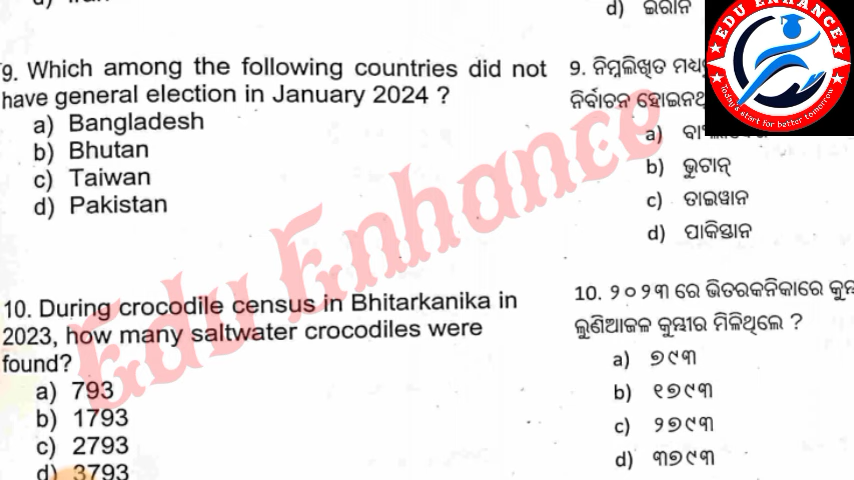 d) ଇରାନ
EDU ENHANCE
Today's start for better tomorrow
9. Which among the following countries did not
have general election in January 2024 ?
a) Bangladesh
b) Bhutan
c) Taiwan
d) Pakistan
10. During crocodile census in Bhitarkanika in
2023, how many saltwater crocodiles were
found?
a) 793
b) 1793
c) 2793
d) 3793
9. ନିମ୍ନଲିଖିତ
ନିର୍ବାଚନ
a)
b) ଭୁଟାନ୍
c) ତାଇୱାନ
d) ପାକିସ୍ତାନ
10. ୨୦୨୩ ରେ ଭିତରକନିକାରେ
ଲୁଣିଆଜଳ କୁମ୍ଭୀର ମିଳିଥିଲେ ?
a) ୭୯୩
b) ୧୭୯୩
c) ୨୭୯୩
d) ୩୭୯୩
Edu Enhance